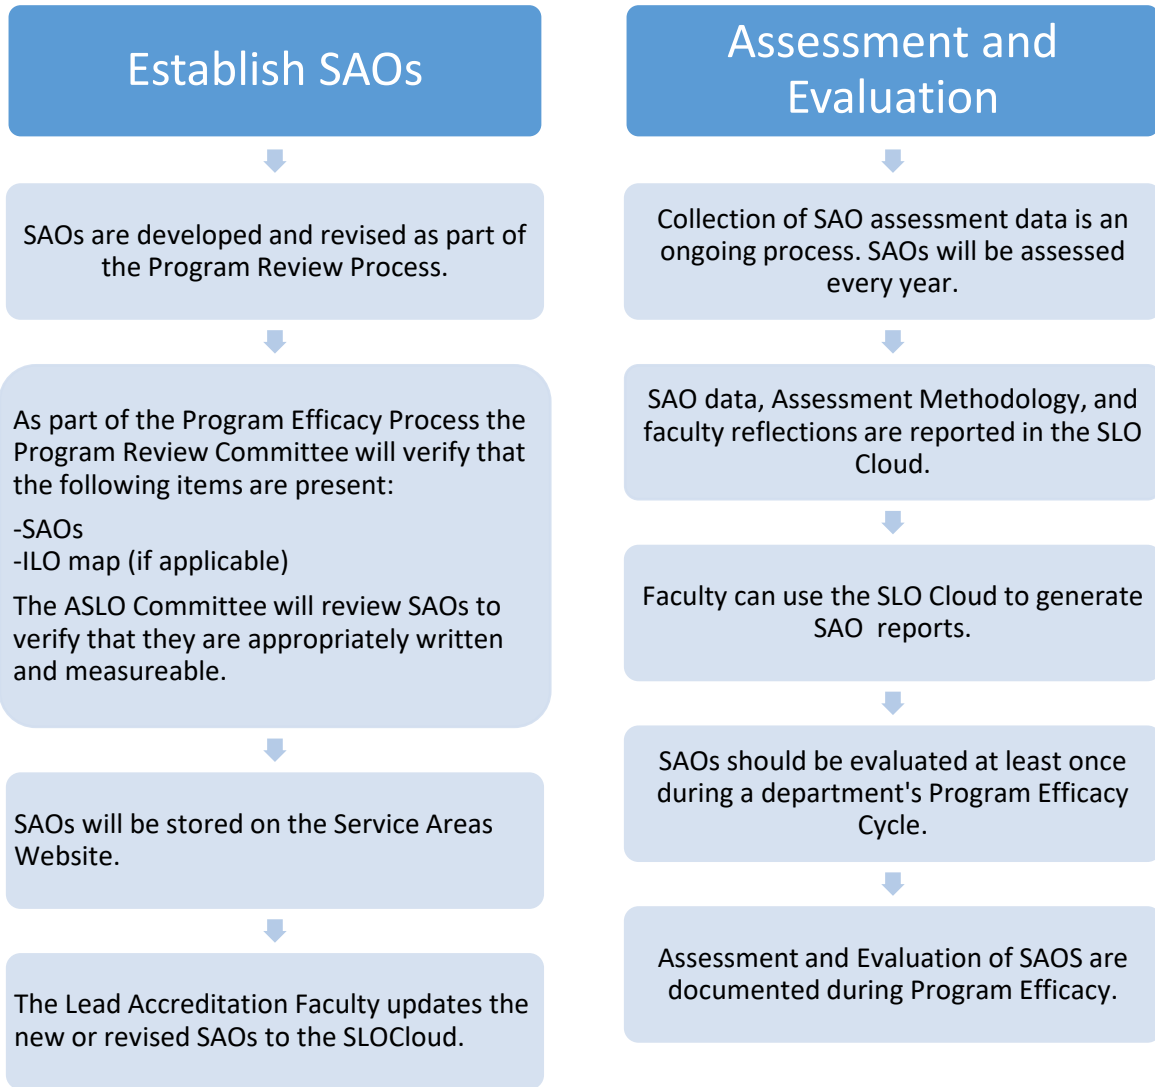 Establish SAOs
SAOs are developed and revised as part of
the Program Review Process.
As part of the Program Efficacy Process the
Program Review Committee will verify that
the following items are present:
-SAOs
-ILO map (if applicable)
The ASLO Committee will review SAOs to
verify that they are appropriately written
and measureable.
SAOs will be stored on the Service Areas
Website.
The Lead Accreditation Faculty updates the
new or revised SAOs to the SLOCloud.
Assessment and
Evaluation
Collection of SAO assessment data is an
ongoing process. SAOs will be assessed
every year.
SAO data, Assessment Methodology, and
faculty reflections are reported in the SLO
Cloud.
Faculty can use the SLO Cloud to generate
SAO  reports.
SAOs should be evaluated at least once
during a department's Program Efficacy
Cycle.
Assessment and Evaluation of SAOS are
documented during Program Efficacy.